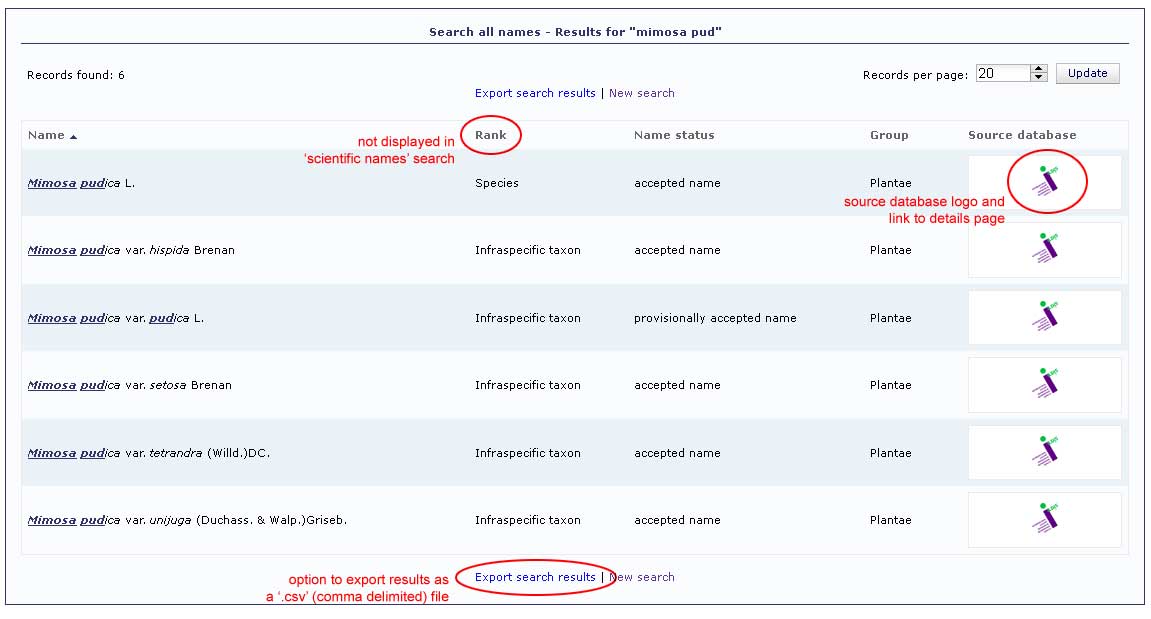 Search all names - Results for "mimosa pud"
Records found: 6
Records per page: 20 Update
Export search results | New search
Name Rank Name status Group Source database
not displayed in
‘scientific names’ search
Mimosa pudica L. Species accepted name Plantae
source database logo and
link to details page
Mimosa pudica var. hispida Brenan Infraspecific taxon accepted name Plantae
Mimosa pudica var. pudica L. Infraspecific taxon provisionally accepted name Plantae
Mimosa pudica var. setosa Brenan Infraspecific taxon accepted name Plantae
Mimosa pudica var. tetrandra (Willd.)DC. Infraspecific taxon accepted name Plantae
Mimosa pudica var. unijuga (Duchass. & Walp.)Griseb. Infraspecific taxon accepted name Plantae
Export search results | New search
option to export results as
a ‘.csv’ (comma delimited) file